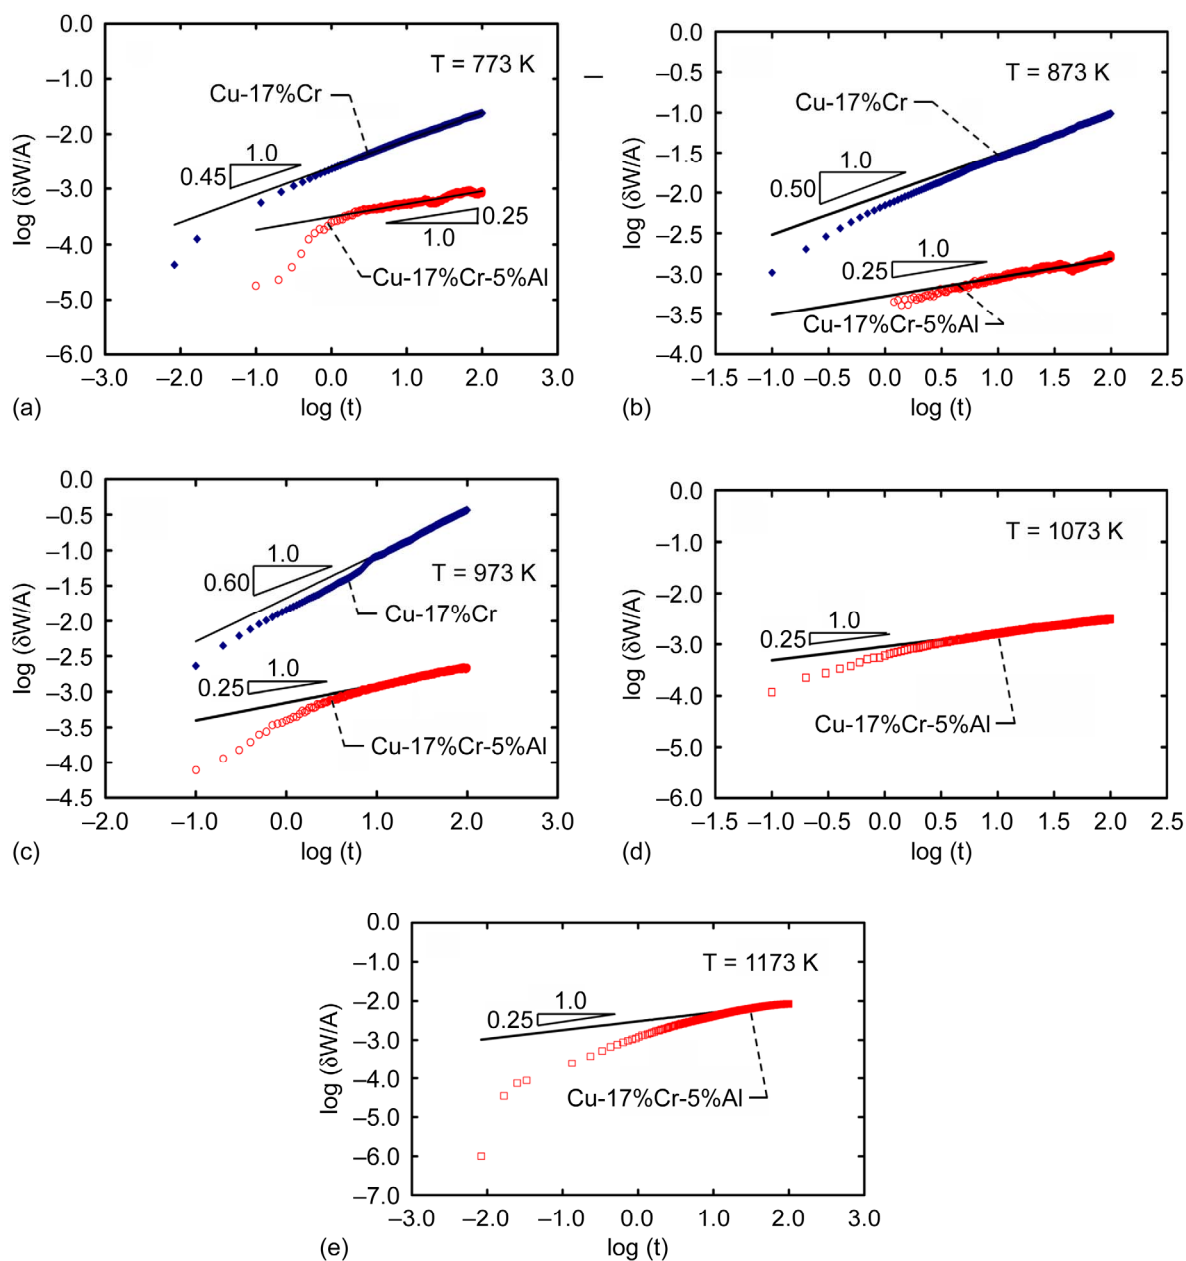 0.0
−1.0
−2.0
−3.0
−4.0
−5.0
−6.0
log (δW/A)
T = 773 K
Cu-17%Cr
1.0
0.45
0.25
1.0
Cu-17%Cr-5%Al
−3.0 −2.0 −1.0 0.0 1.0 2.0 3.0
(a) log (t)
0.0
−0.5
−1.0
−1.5
−2.0
−2.5
−3.0
−3.5
−4.0
log (δW/A)
T = 873 K
Cu-17%Cr
1.0
0.50
1.0
0.25
Cu-17%Cr-5%Al
−1.5 −1.0 −0.5 0.0 0.5 1.0 1.5 2.0 2.5
(b) log (t)
0.0
−0.5
−1.0
−1.5
−2.0
−2.5
−3.0
−3.5
−4.0
−4.5
log (δW/A)
1.0
0.60
T = 973 K
Cu-17%Cr
1.0
0.25
Cu-17%Cr-5%Al
−2.0 −1.0 0.0 1.0 2.0 3.0
(c) log (t)
0.0
−1.0
−2.0
−3.0
−4.0
−5.0
−6.0
log (δW/A)
T = 1073 K
1.0
0.25
Cu-17%Cr-5%Al
−1.5 −1.0 −0.5 0.0 0.5 1.0 1.5 2.0 2.5
(d) log (t)
0.0
−1.0
−2.0
−3.0
−4.0
−5.0
−6.0
−7.0
log (δW/A)
T = 1173 K
1.0
0.25
Cu-17%Cr-5%Al
−3.0 −2.0 −1.0 0.0 1.0 2.0 3.0
(e) log (t)